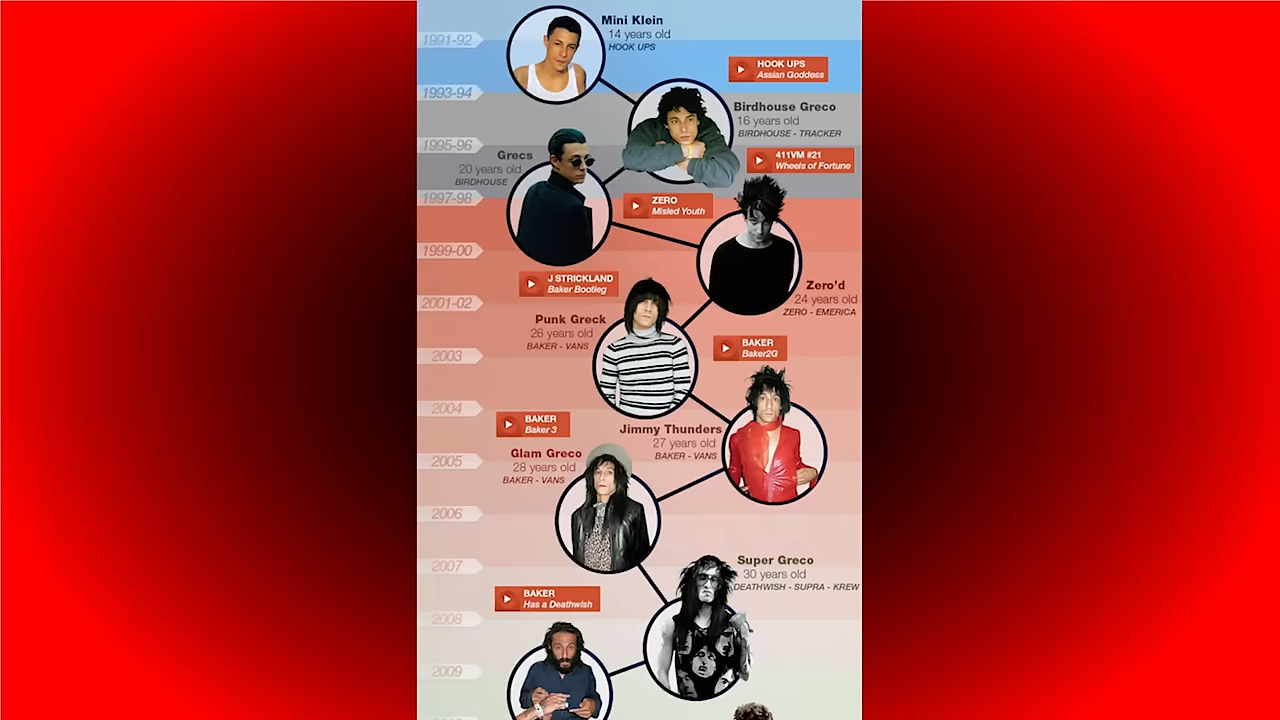 Mini Klein
14 years old
HOOK UPS
1991-92
HOOK UPS
Assian Goddess
1993-94
Birdhouse Greco
16 years old
BIRDHOUSE - TRACKER
1995-96
Grecs
20 years old
BIRDHOUSE
411VM #21
Wheels of Fortune
1997-98
ZERO
Misled Youth
1999-00
J STRICKLAND
Baker Bootleg
Zero'd
24 years old
ZERO - EMERICA
2001-02
Punk Greck
26 years old
BAKER - VANS
BAKER
Baker2G
2003
2004
BAKER
Baker 3
Jimmy Thunders
27 years old
BAKER - VANS
Glam Greco
28 years old
BAKER - VANS
2005
2006
2007
Super Greco
30 years old
DEATHWISH - SUPRA - KREW
BAKER
Has a Deathwish
2008
2009